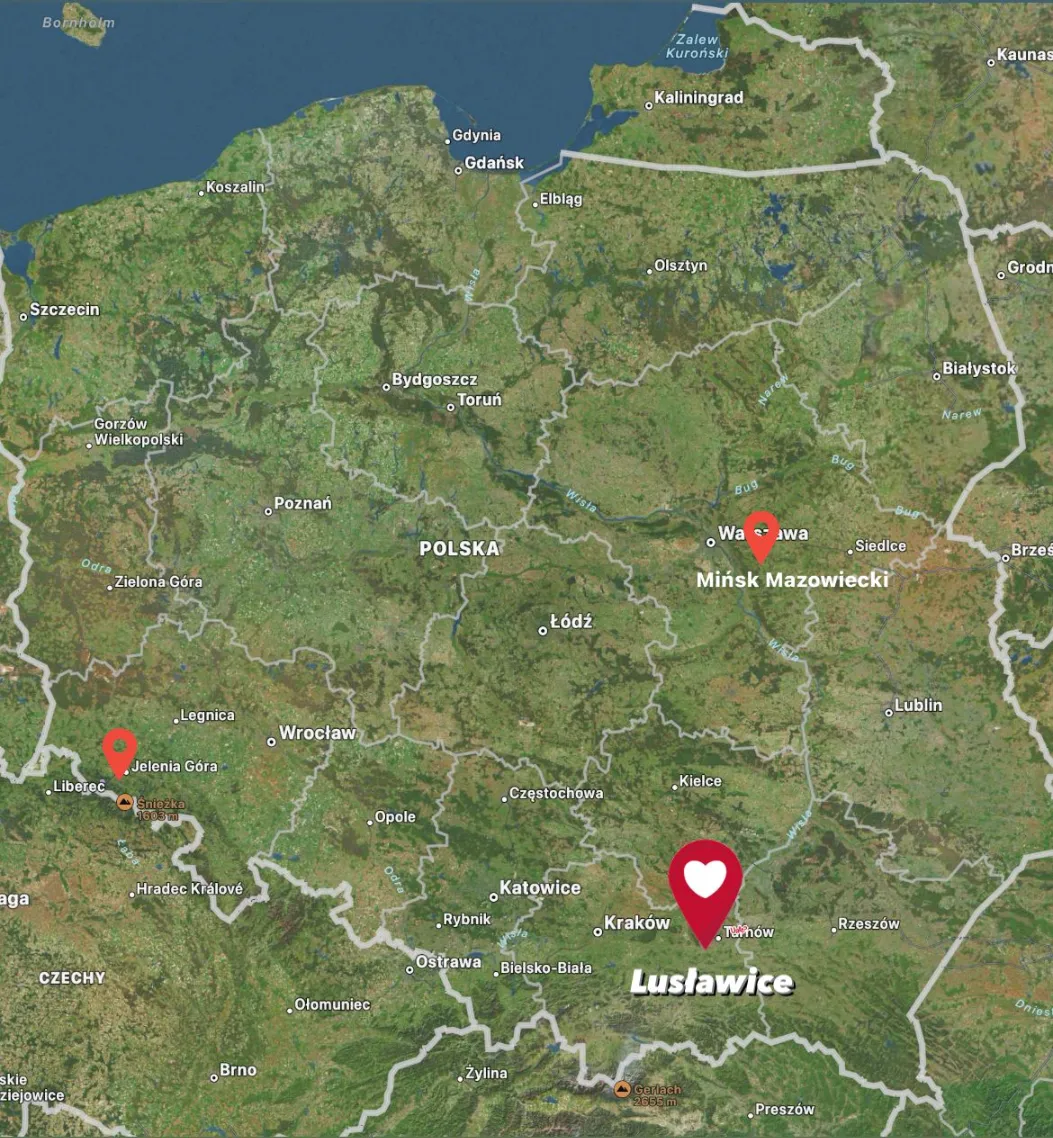 Bornholm
Zalew
Kuroński
Kaunas
Kaliningrad
Gdynia
Gdańsk
Koszalin
Elbląg
Olsztyn
Grodn
Wisła
Szczecin
Białystok
Bydgoszcz
Toruń
Narew
Narew
Gorzów
Wielkopolski
Bug
Bug
Bug
Wisła
Poznań
Warszawa
POLSKA
Siedlce
Brześ
Odra
Zielona Góra
Mińsk Mazowiecki
Łódź
Wisła
Legnica
Lublin
Wrocław
Jelenia Góra
Liberec
Kielce
Częstochowa
Śnieżka
1603 m
Opole
Wisła
Łaba
Odra
Hradec Králové
Katowice
aga
Rybnik
Kraków
Tarnów
Rzeszów
Wisła
Ostrawa
Bielsko-Biała
CZECHY
Lusławice
Ołomuniec
Dniest
Brno
Żylina
skie
ziejowice
Gerlach
2655 m
Preszów